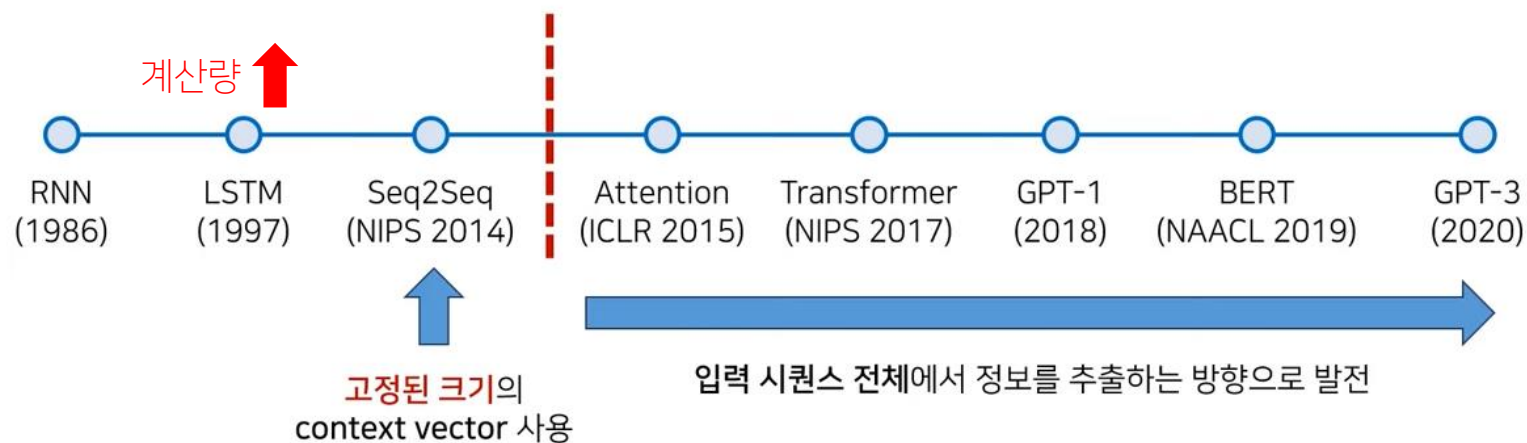 계산량
RNN
(1986)
LSTM
(1997)
Seq2Seq
(NIPS 2014)
Attention
(ICLR 2015)
Transformer
(NIPS 2017)
GPT-1
(2018)
BERT
(NAACL 2019)
GPT-3
(2020)
고정된 크기의
context vector 사용
입력 시퀀스 전체에서 정보를 추출하는 방향으로 발전